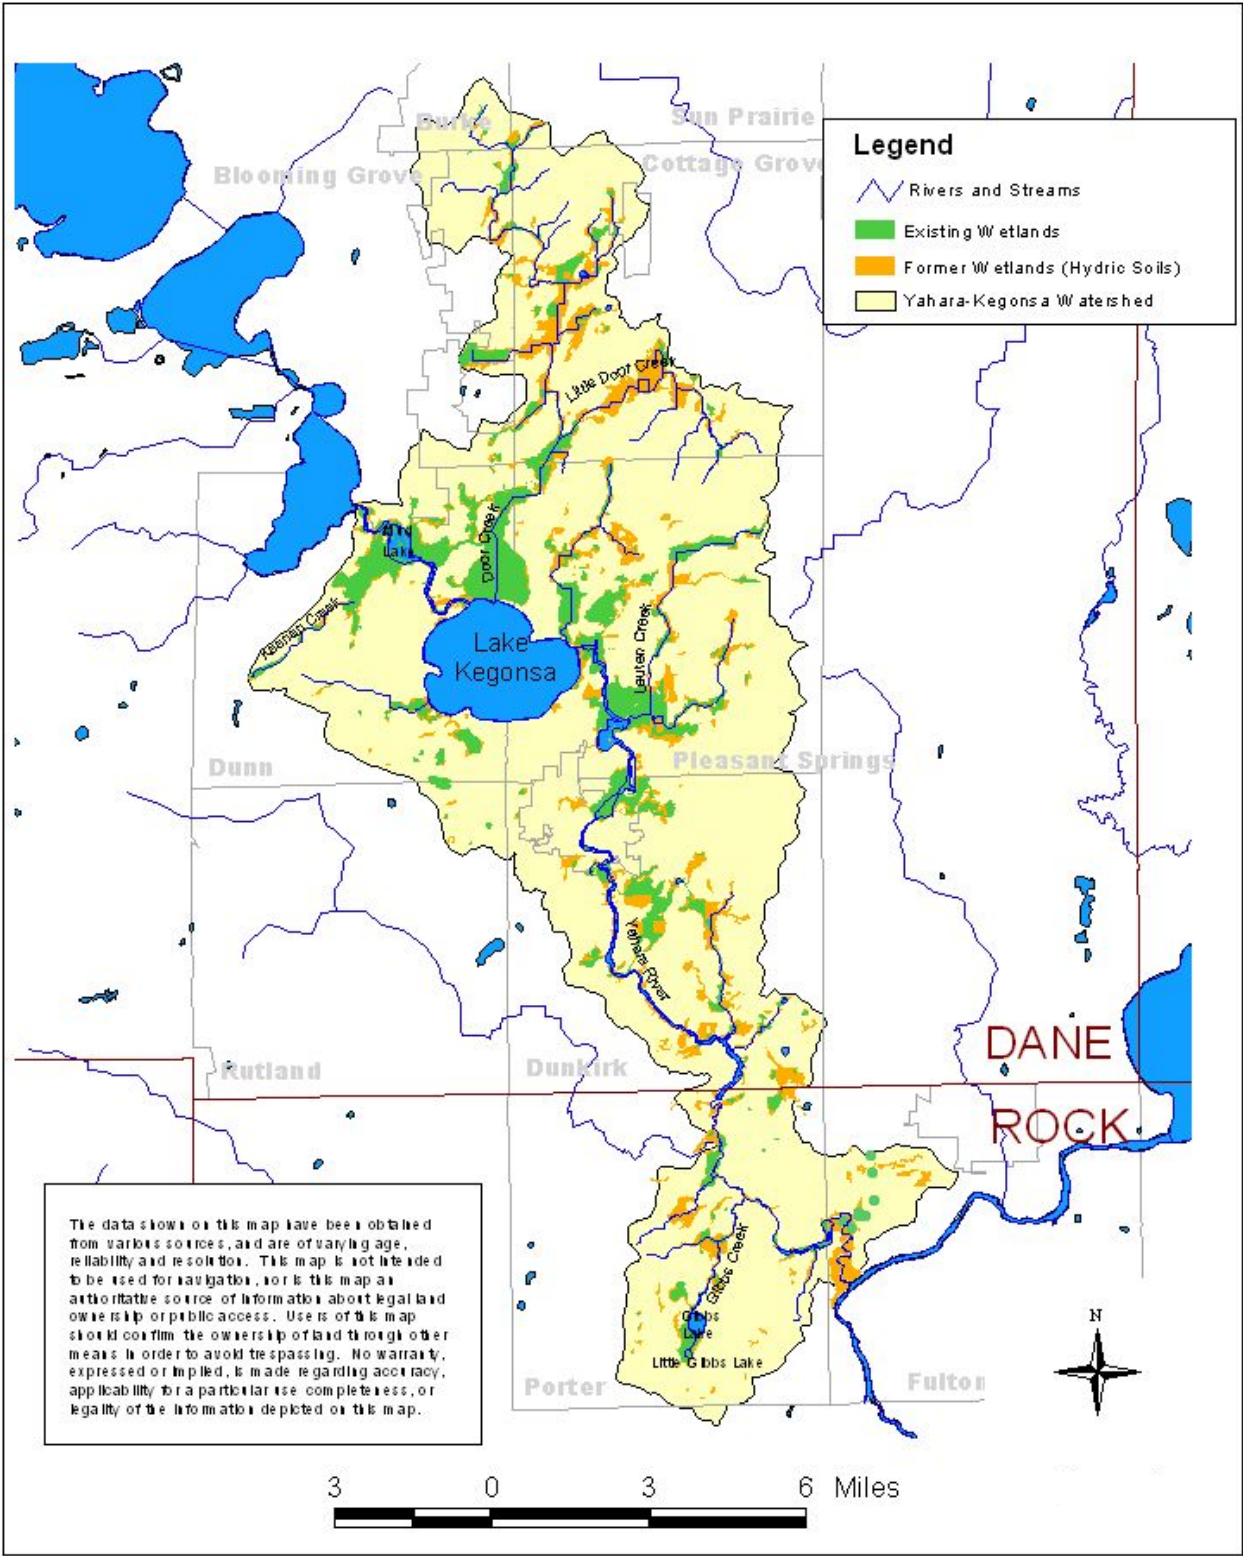 Burke
Sun Prairie
Blooming Grove
Cottage Grove
Legend
Rivers and Streams
Existing Wetlands
Former Wetlands (Hydric Soils)
Yahara-Kegonsa Watershed
Little Door Creek
Door Creek
Lake
Keenan Creek
Lake
Kegonsa
Leuten Creek
Dunn
Pleasant Springs
Yahara River
DANE
Rutland
Dunkirk
ROCK
The data shown on this map have been obtained
from various sources, and are of varying age,
reliability and resolution. This map is not intended
to be used for navigation, nor is this map an
authoritative source of information about legal land
ownership or public access. Users of this map
should confirm the ownership of land through other
means in order to avoid trespassing. No warranty,
expressed or implied, is made regarding accuracy,
applicability for a particular use completeness, or
legality of the information depicted on this map.
Gibbs Creek
Gibbs
Lake
Little Gibbs Lake
Porter
Fulton
N
3 0 3 6 Miles